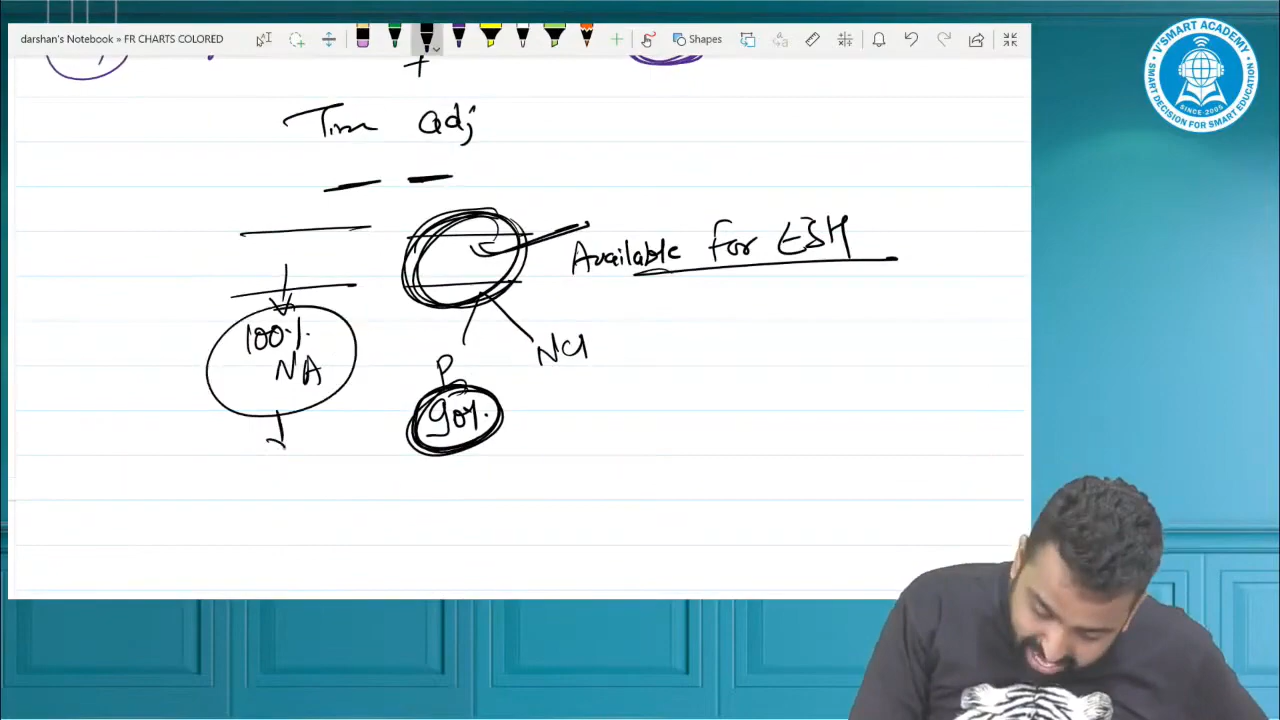 darshan's Notebook » FR CHARTS COLORED
Shapes
V'SMART ACADEMY
SINCE-2005
SMART DECISION FOR SMART EDUCATION
+
Time adj
Available for ESH
100%
NA
P
NCI
90%